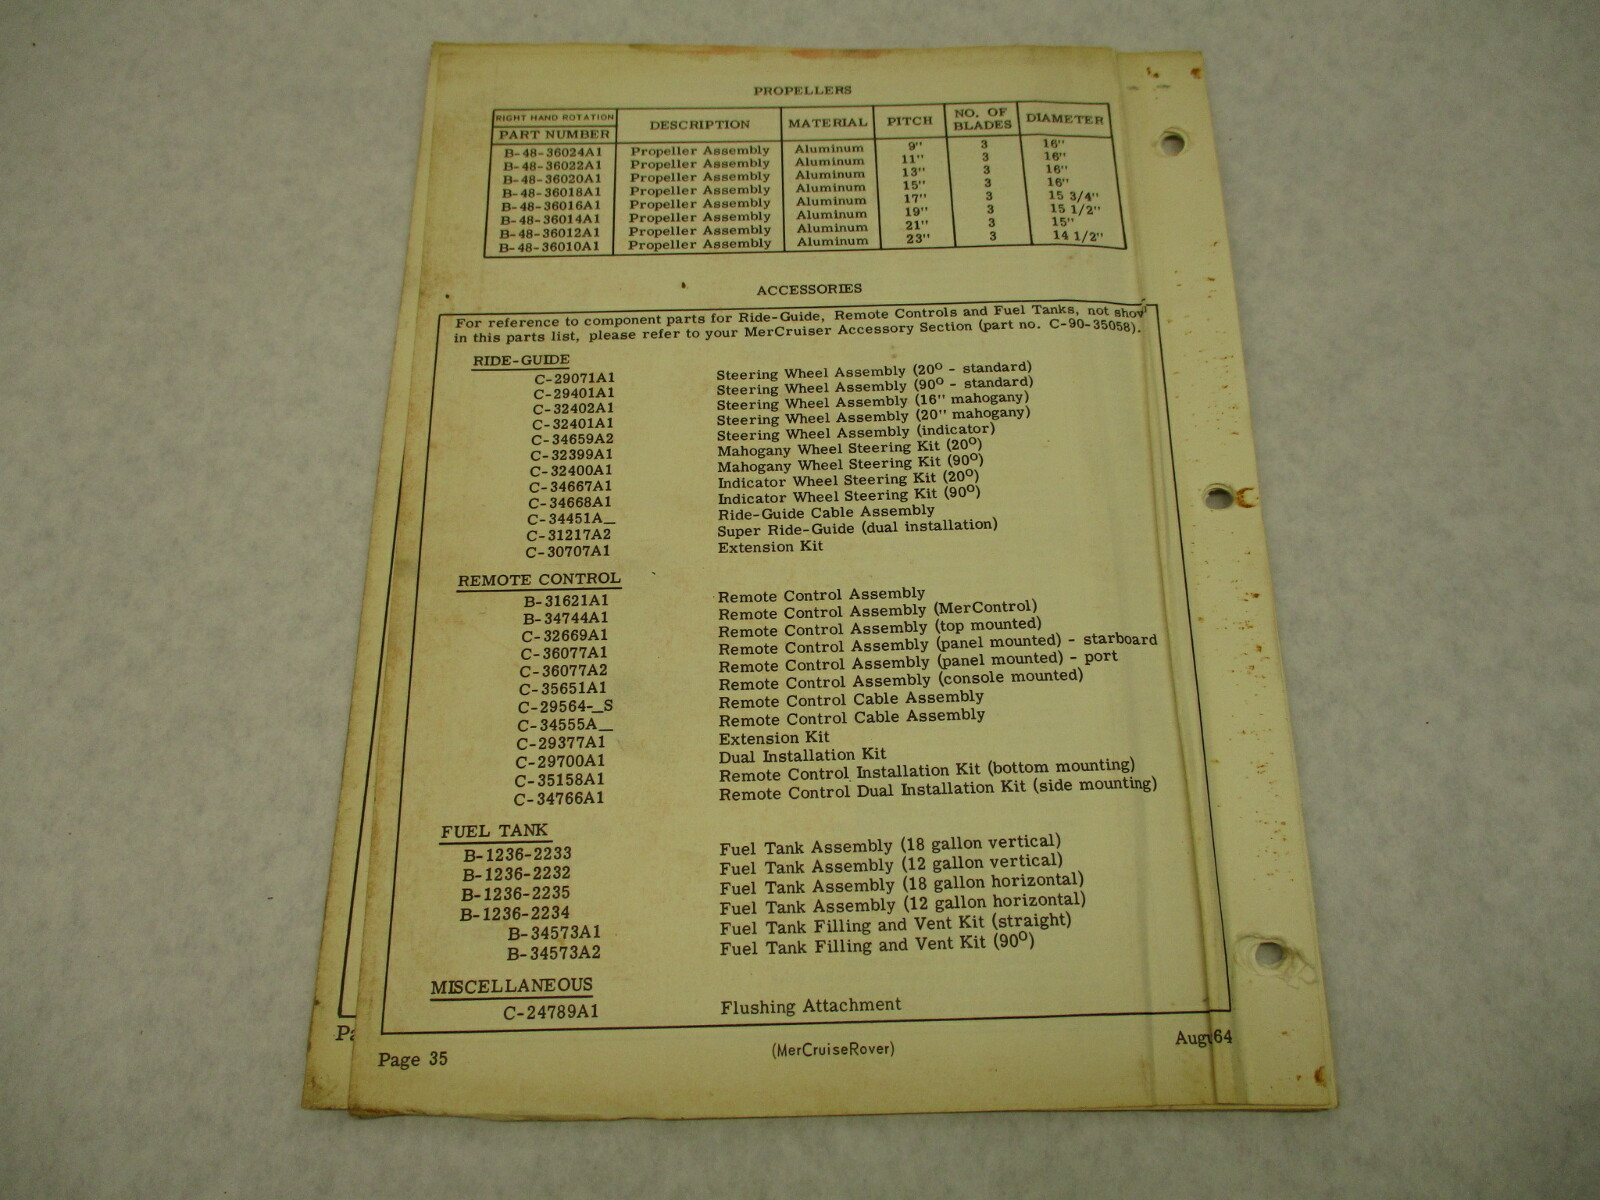 PROPELLERS
RIGHT HAND ROTATION
PART NUMBER DESCRIPTION MATERIAL PITCH NO. OF BLADES DIAMETER
B-48-36024A1 Propeller Assembly Aluminum 9" 3 16"
B-48-36022A1 Propeller Assembly Aluminum 11" 3 16"
B-48-36020A1 Propeller Assembly Aluminum 13" 3 16"
B-48-36018A1 Propeller Assembly Aluminum 15" 3 16"
B-48-36016A1 Propeller Assembly Aluminum 17" 3 15 3/4"
B-48-36014A1 Propeller Assembly Aluminum 19" 3 15 1/2"
B-48-36012A1 Propeller Assembly Aluminum 21" 3 15"
B-48-36010A1 Propeller Assembly Aluminum 23" 3 14 1/2"
ACCESSORIES
For reference to component parts for Ride-Guide, Remote Controls and Fuel Tanks, not show
in this parts list, please refer to your MerCruiser Accessory Section (part no. C-90-35058).
RIDE-GUIDE
C-29071A1 Steering Wheel Assembly (20° - standard)
C-29401A1 Steering Wheel Assembly (90° - standard)
C-32402A1 Steering Wheel Assembly (16" mahogany)
C-32401A1 Steering Wheel Assembly (20" mahogany)
C-34659A2 Steering Wheel Assembly (indicator)
C-32399A1 Mahogany Wheel Steering Kit (20°)
C-32400A1 Mahogany Wheel Steering Kit (90°)
C-34667A1 Indicator Wheel Steering Kit (20°)
C-34668A1 Indicator Wheel Steering Kit (90°)
C-34451A_ Ride-Guide Cable Assembly
C-31217A2 Super Ride-Guide (dual installation)
C-30707A1 Extension Kit
REMOTE CONTROL
B-31621A1 Remote Control Assembly
B-34744A1 Remote Control Assembly (MerControl)
C-32669A1 Remote Control Assembly (top mounted)
C-36077A1 Remote Control Assembly (panel mounted) - starboard
C-36077A2 Remote Control Assembly (panel mounted) - port
C-35651A1 Remote Control Assembly (console mounted)
C-29564-_S Remote Control Cable Assembly
C-34555A_ Remote Control Cable Assembly
C-29377A1 Extension Kit
C-29700A1 Dual Installation Kit
C-35158A1 Remote Control Installation Kit (bottom mounting)
C-34766A1 Remote Control Dual Installation Kit (side mounting)
FUEL TANK
B-1236-2233 Fuel Tank Assembly (18 gallon vertical)
B-1236-2232 Fuel Tank Assembly (12 gallon vertical)
B-1236-2235 Fuel Tank Assembly (18 gallon horizontal)
B-1236-2234 Fuel Tank Assembly (12 gallon horizontal)
B-34573A1 Fuel Tank Filling and Vent Kit (straight)
B-34573A2 Fuel Tank Filling and Vent Kit (90°)
MISCELLANEOUS
C-24789A1 Flushing Attachment
Page 35 (MerCruiseRover) Aug 64